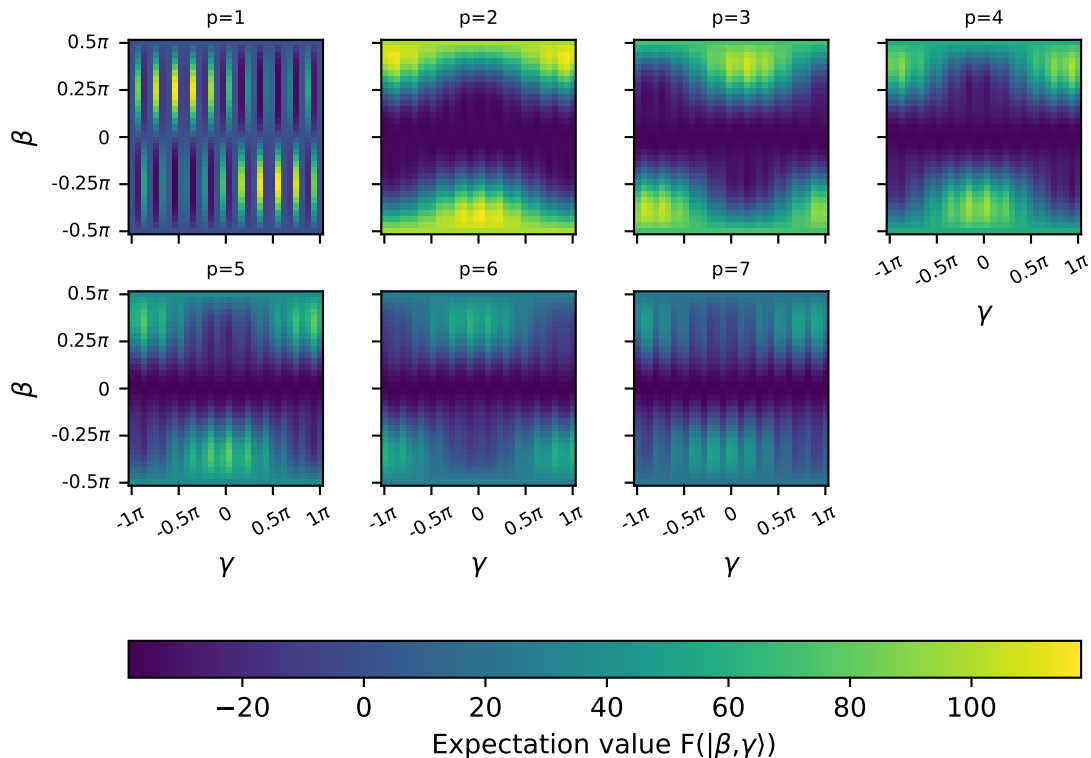 p=1 p=2 p=3 p=4
0.5π
0.25π
0
-0.25π
-0.5π
β
-1π -0.5π 0 0.5π 1π
γ
p=5 p=6 p=7
0.5π
0.25π
0
-0.25π
-0.5π
β
-1π -0.5π 0 0.5π 1π -1π -0.5π 0 0.5π 1π -1π -0.5π 0 0.5π 1π
γ γ γ
−20 0 20 40 60 80 100
Expectation value F(|β,γ⟩)